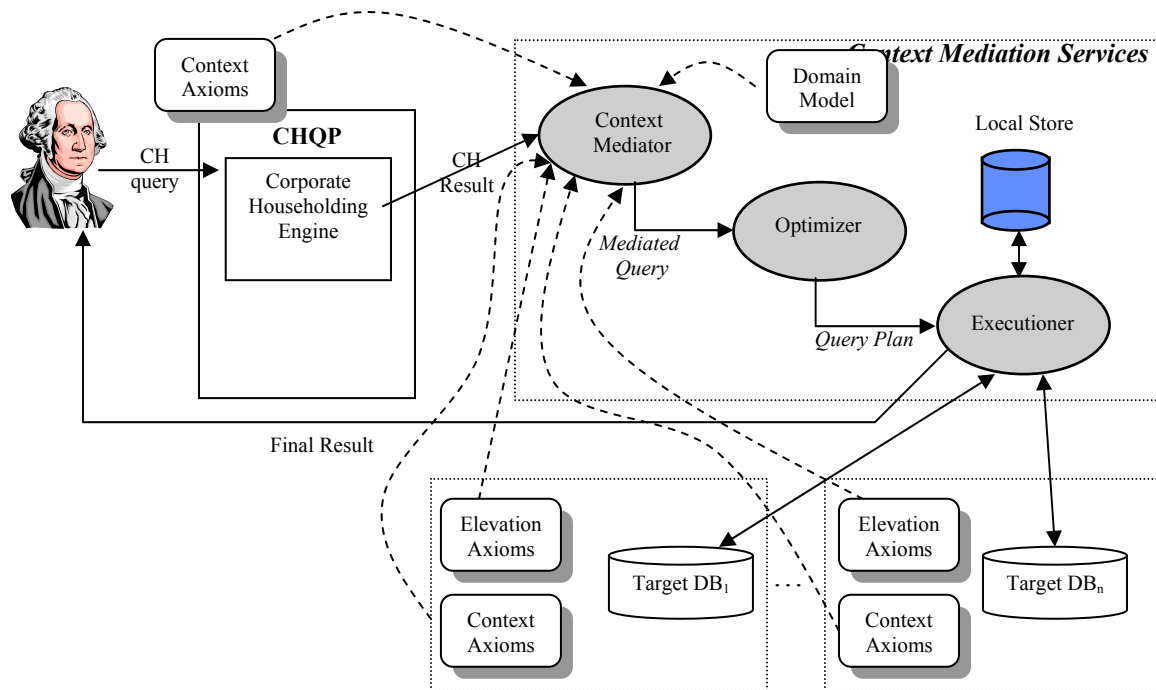 Context
Axioms
CHQP
CH
query
Corporate
Householding
Engine
CH
Result
Context Mediation Services
Context
Mediator
Domain
Model
Local Store
Mediated
Query
Optimizer
Query Plan
Executioner
Final Result
Elevation
Axioms
Context
Axioms
Target DB1
. . .
Elevation
Axioms
Context
Axioms
Target DBn